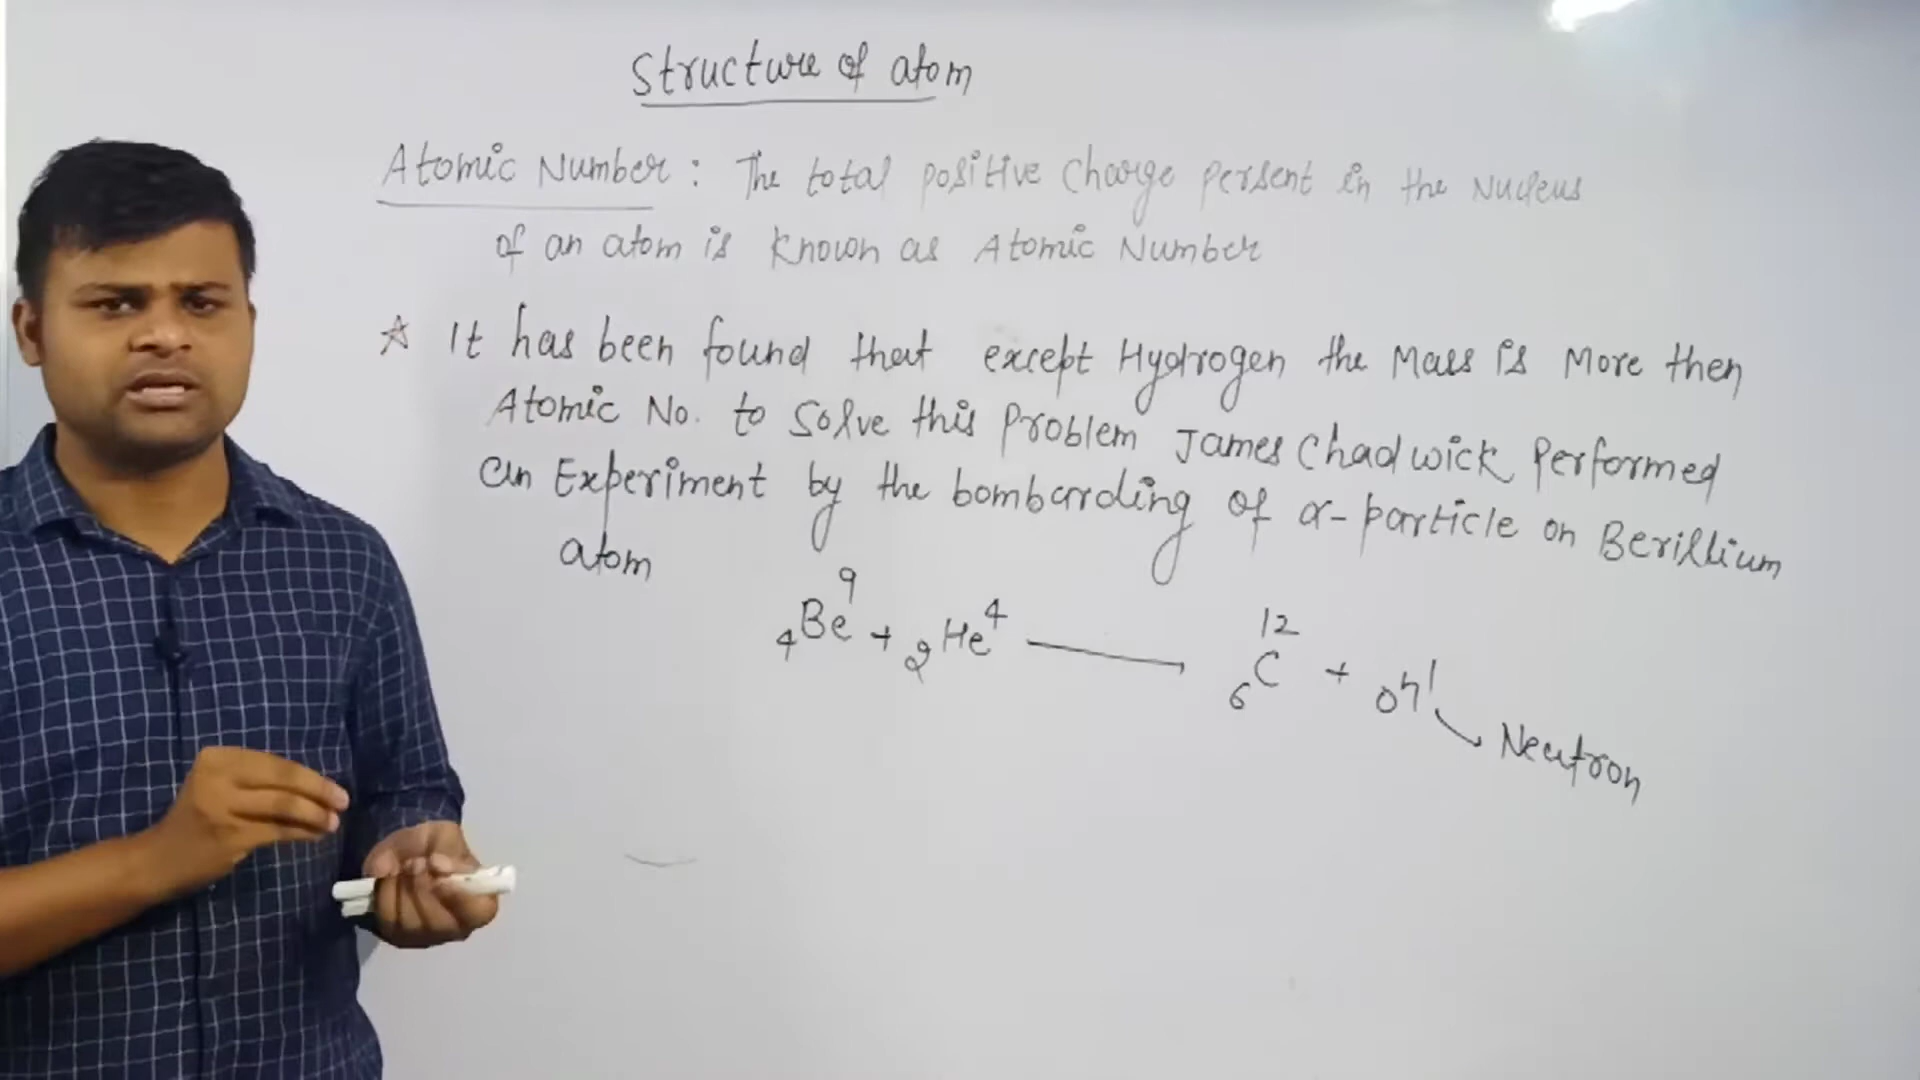 Structure of atom
Atomic Number : The total positive charge persent in the Nucleus
of an atom is known as Atomic Number
☆ It has been found that except Hydrogen the Mass is More then
Atomic No. to Solve this Problem James Chadwick Performed
an Experiment by the bombarding of α-particle on Berillium
atom
₄Be⁹ + ₂He⁴ ⟶ ₆C¹² + ₀n¹
Neutron